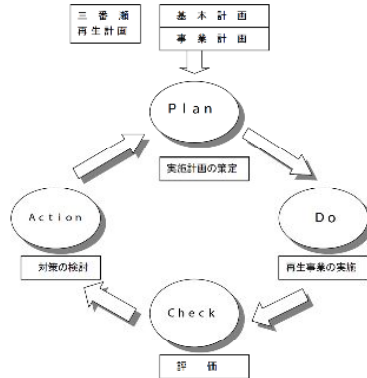 三番瀬
再生計画
基本計画
事業計画
Plan
実施計画の策定
Action
対策の検討
Do
再生事業の実施
Check
評価